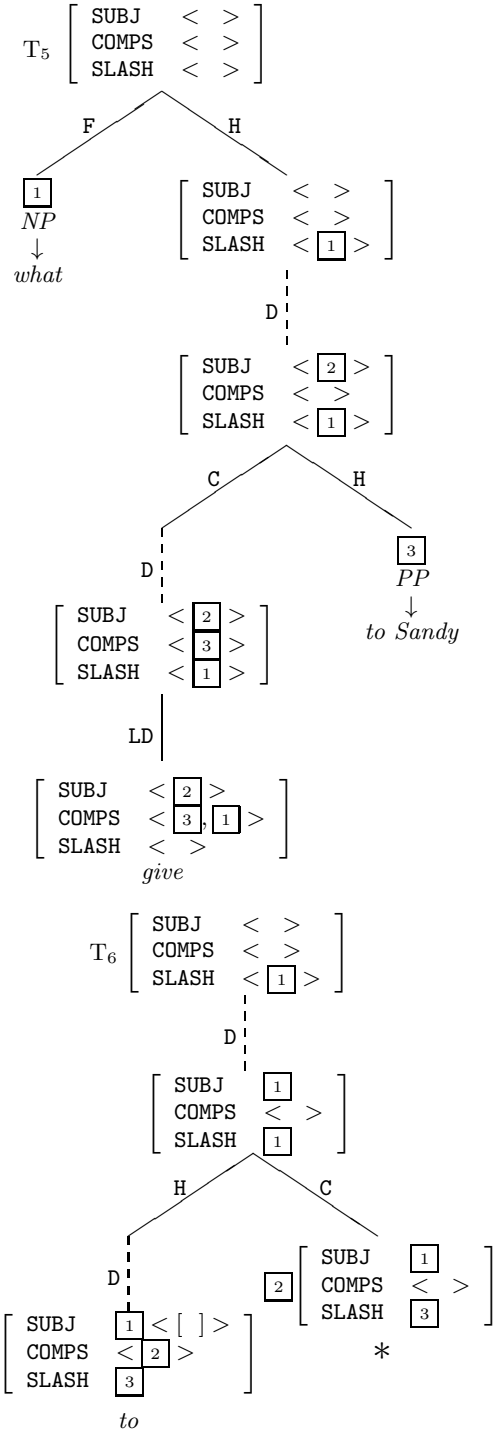 SUBJ < >
T5 COMPS < >
SLASH < >
F H
1
NP
↓
what
SUBJ < >
COMPS < >
SLASH < 1 >
D
SUBJ < 2 >
COMPS < >
SLASH < 1 >
C H
D
3
PP
↓
to Sandy
SUBJ < 2 >
COMPS < 3 >
SLASH < 1 >
LD
SUBJ < 2 >
COMPS < 3 , 1 >
SLASH < >
give
SUBJ < >
T6 COMPS < >
SLASH < 1 >
D
SUBJ 1
COMPS < >
SLASH 1
H C
D
SUBJ 1
2 COMPS < >
SLASH 3
*
SUBJ 1 < [ ] >
COMPS < 2 >
SLASH 3
to